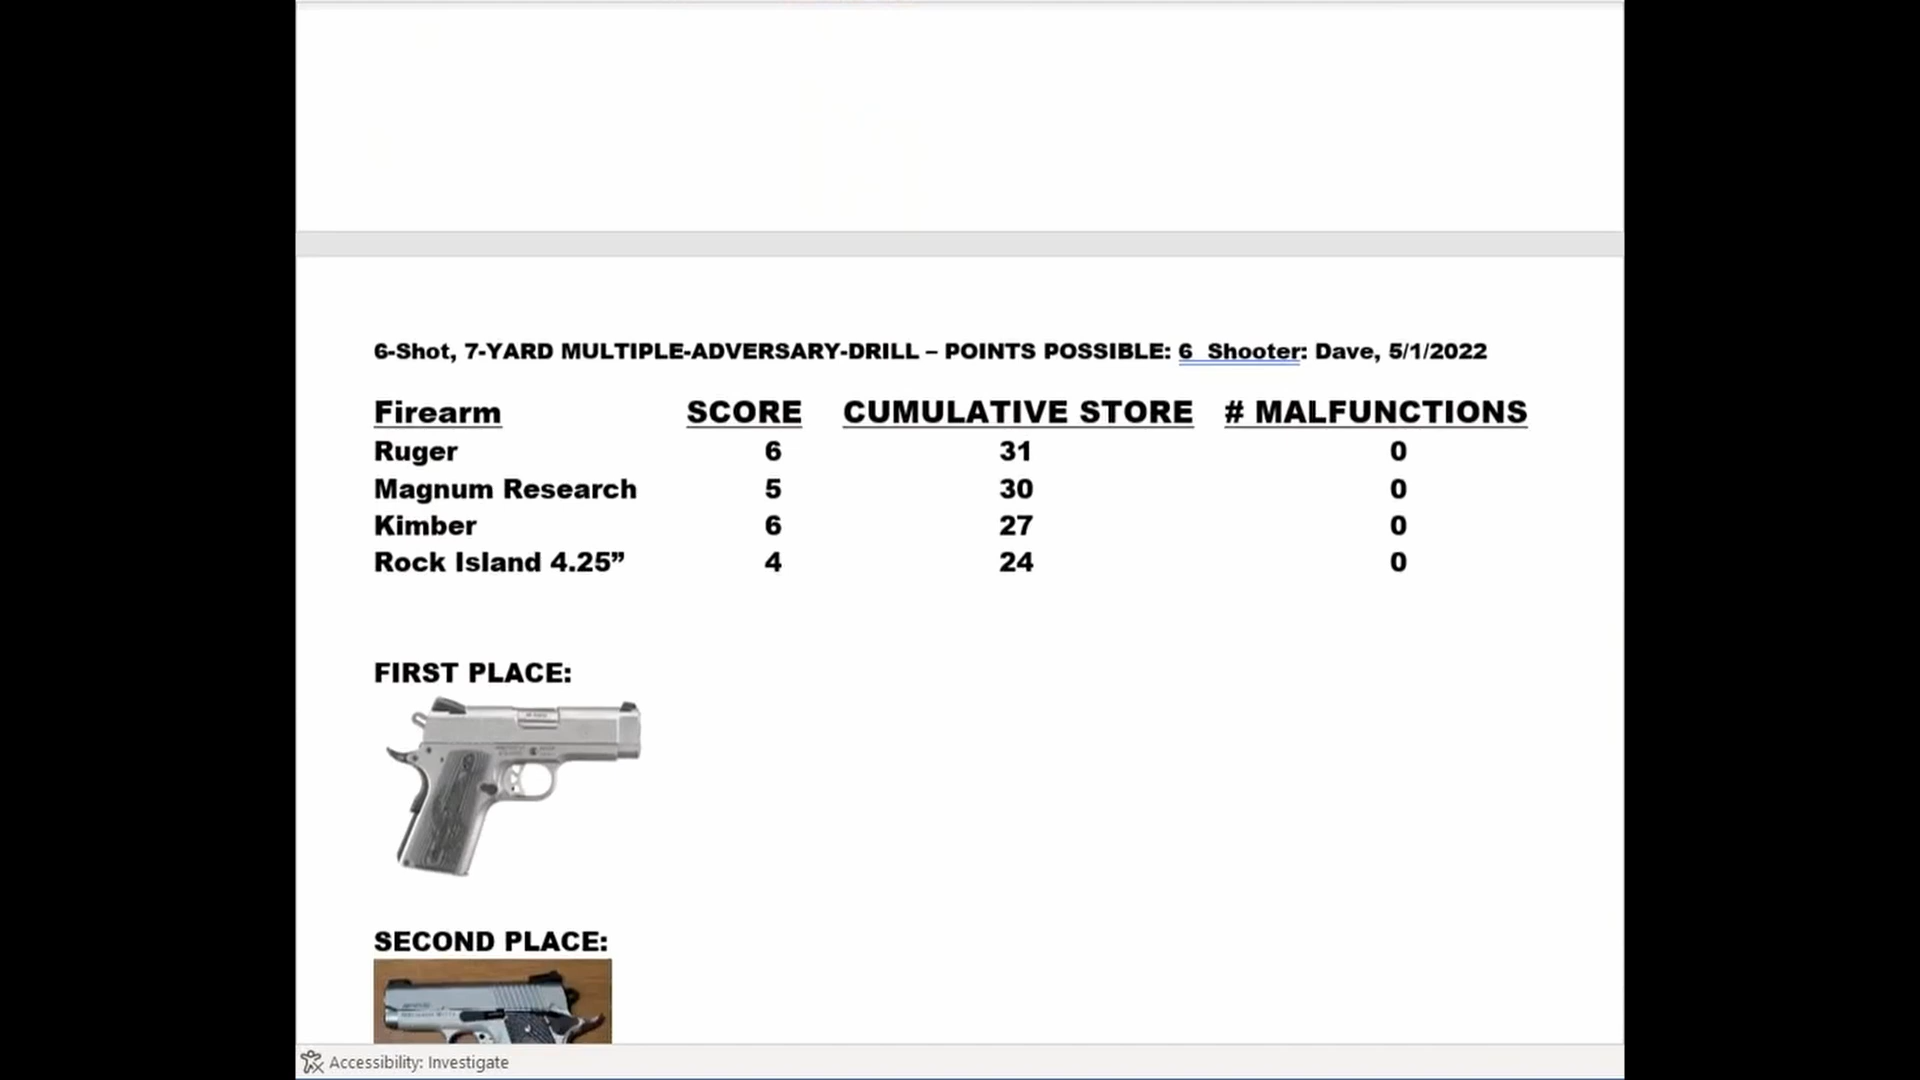 6-Shot, 7-YARD MULTIPLE-ADVERSARY-DRILL – POINTS POSSIBLE: 6 Shooter: Dave, 5/1/2022
Firearm SCORE CUMULATIVE STORE # MALFUNCTIONS
Ruger 6 31 0
Magnum Research 5 30 0
Kimber 6 27 0
Rock Island 4.25” 4 24 0
FIRST PLACE:
SECOND PLACE:
Accessibility: Investigate